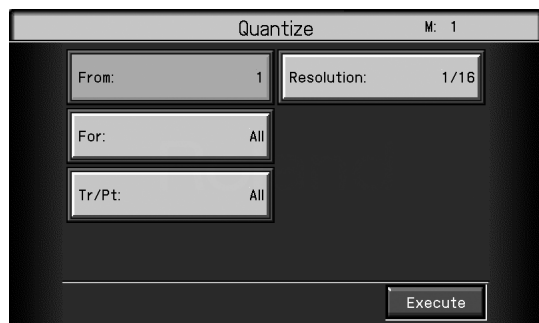 Quantize M: 1
From: 1 Resolution: 1/16
For: All
Tr/Pt: All
Execute